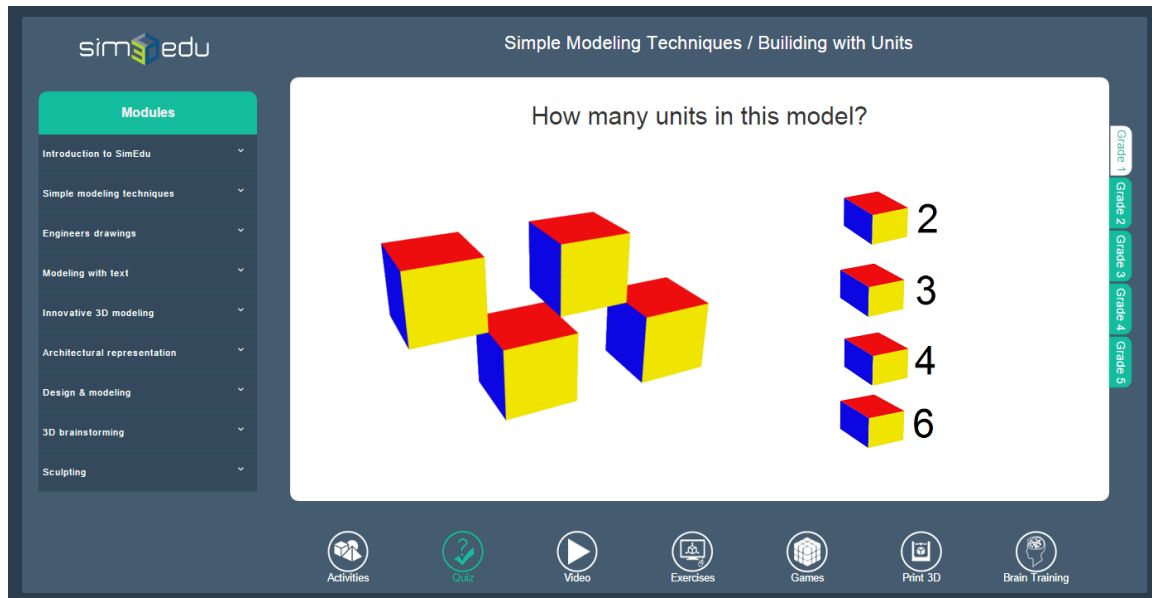 sim edu
Simple Modeling Techniques / Builiding with Units
Modules
Introduction to SimEdu
Simple modeling techniques
Engineers drawings
Modeling with text
Innovative 3D modeling
Architectural representation
Design & modeling
3D brainstorming
Sculpting
How many units in this model?
2
3
4
6
Grade 1
Grade 2
Grade 3
Grade 4
Grade 5
Activities
Quiz
Video
Exercises
Games
Print 3D
Brain Training